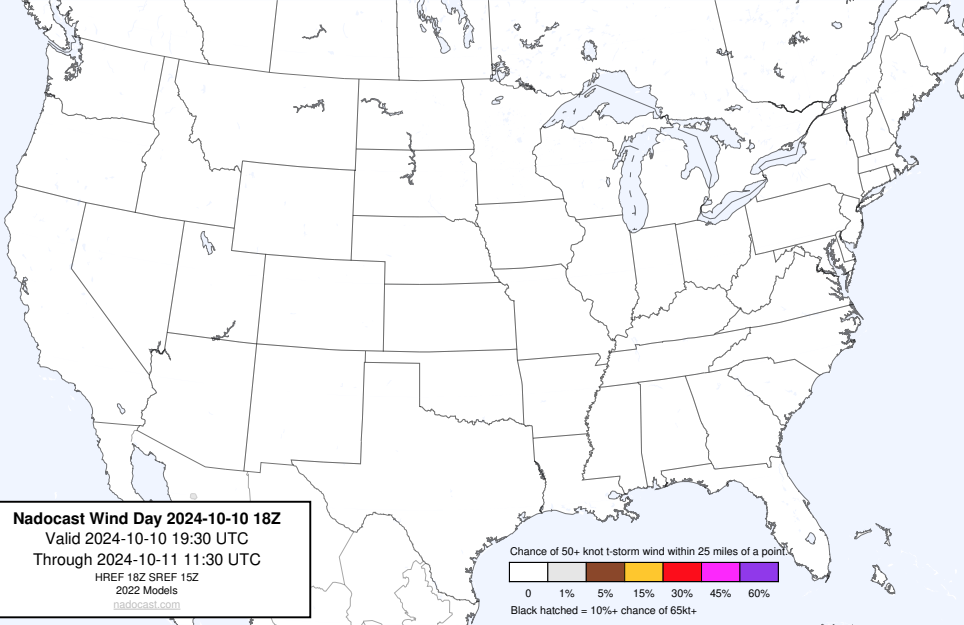 Nadocast Wind Day 2024-10-10 18Z
Valid 2024-10-10 19:30 UTC
Through 2024-10-11 11:30 UTC
HREF 18Z SREF 15Z
2022 Models
nadocast.com
Chance of 50+ knot t-storm wind within 25 miles of a point.
0 1% 5% 15% 30% 45% 60%
Black hatched = 10%+ chance of 65kt+